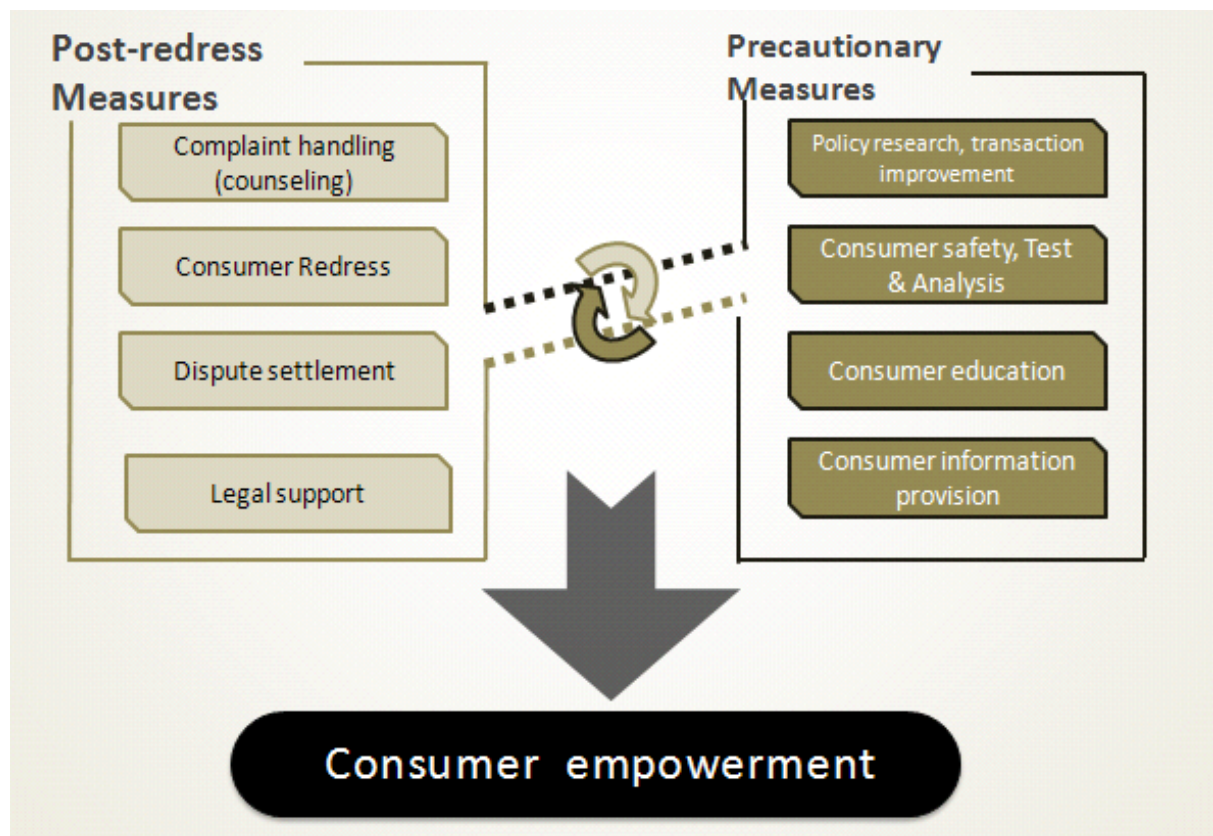 Post-redress
Measures
Complaint handling
(counseling)
Consumer Redress
Dispute settlement
Legal support
Precautionary
Measures
Policy research, transaction
improvement
Consumer safety, Test
& Analysis
Consumer education
Consumer information
provision
Consumer empowerment